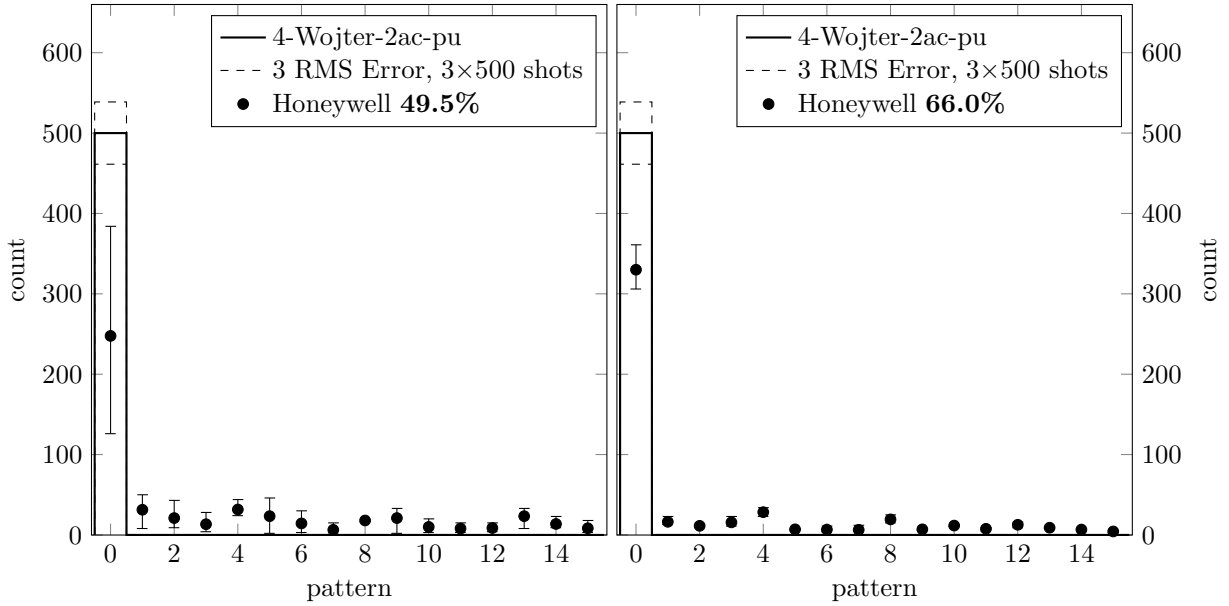 4-Wojter-2ac-pu
3 RMS Error, 3×500 shots
Honeywell 49.5%
600
500
400
300
200
100
0
count
0 2 4 6 8 10 12 14
pattern
4-Wojter-2ac-pu
3 RMS Error, 3×500 shots
Honeywell 66.0%
600
500
400
300
200
100
0
count
0 2 4 6 8 10 12 14
pattern